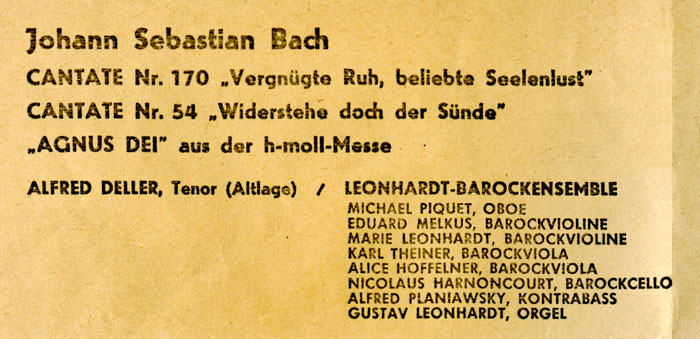 Johann Sebastian Bach
CANTATE Nr. 170 „Vergnügte Ruh, beliebte Seelenlust"
CANTATE Nr. 54 „Widerstehe doch der Sünde"
„AGNUS DEI" aus der h-moll-Messe
ALFRED DELLER, Tenor (Altlage) / LEONHARDT-BAROCKENSEMBLE
MICHAEL PIQUET, OBOE
EDUARD MELKUS, BAROCKVIOLINE
MARIE LEONHARDT, BAROCKVIOLINE
KARL THEINER, BAROCKVIOLA
ALICE HOFFELNER, BAROCKVIOLA
NICOLAUS HARNONCOURT, BAROCKCELLO
ALFRED PLANIAWSKY, KONTRABASS
GUSTAV LEONHARDT, ORGEL